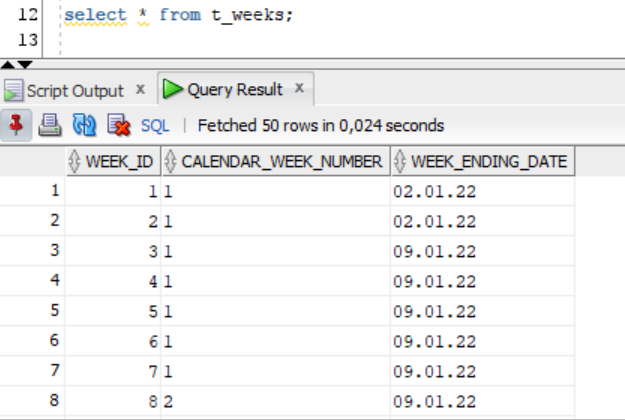 12 select * from t_weeks;
13
Script Output x Query Result x
SQL | Fetched 50 rows in 0,024 seconds
WEEK_ID CALENDAR_WEEK_NUMBER WEEK_ENDING_DATE
1 1 1 02.01.22
2 2 1 02.01.22
3 3 1 09.01.22
4 4 1 09.01.22
5 5 1 09.01.22
6 6 1 09.01.22
7 7 1 09.01.22
8 8 2 09.01.22